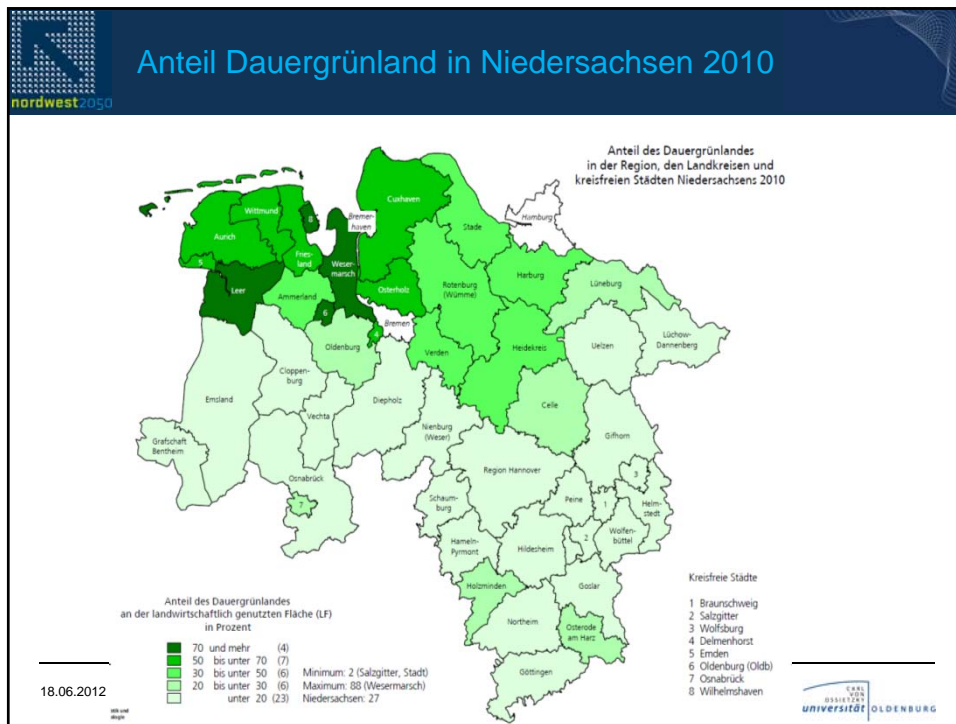 nordwest2050
Anteil Dauergrünland in Niedersachsen 2010
Anteil des Dauergrünlandes
in der Region, den Landkreisen und
kreisfreien Städten Niedersachsens 2010
Cuxhaven
Wittmund
8
Bremer-
haven
Hamburg
Stade
Aurich
5
Fries-
land
Weser-
marsch
Leer
Ammerland
Osterholz
Rotenburg
(Wümme)
Harburg
Lüneburg
6
Bremen
4
Oldenburg
Verden
Heidekreis
Uelzen
Lüchow-
Dannenberg
Cloppen-
burg
Emsland
Vechta
Diepholz
Celle
Nienburg
(Weser)
Gifhorn
Grafschaft
Bentheim
Osnabrück
7
Region Hannover
3
Schaum-
burg
Peine
1
Helm-
stedt
Hameln-
Pyrmont
Hildesheim
2
Wolfen-
büttel
Holzminden
Goslar
Northeim
Osterode
am Harz
Göttingen
Kreisfreie Städte
1 Braunschweig
2 Salzgitter
3 Wolfsburg
4 Delmenhorst
5 Emden
6 Oldenburg (Oldb)
7 Osnabrück
8 Wilhelmshaven
Anteil des Dauergrünlandes
an der landwirtschaftlich genutzten Fläche (LF)
in Prozent
70 und mehr (4)
50 bis unter 70 (7)
30 bis unter 50 (6) Minimum: 2 (Salzgitter, Stadt)
20 bis unter 30 (6) Maximum: 88 (Wesermarsch)
unter 20 (23) Niedersachsen: 27
18.06.2012
CARL
VON
OSSIETZKY
universität OLDENBURG